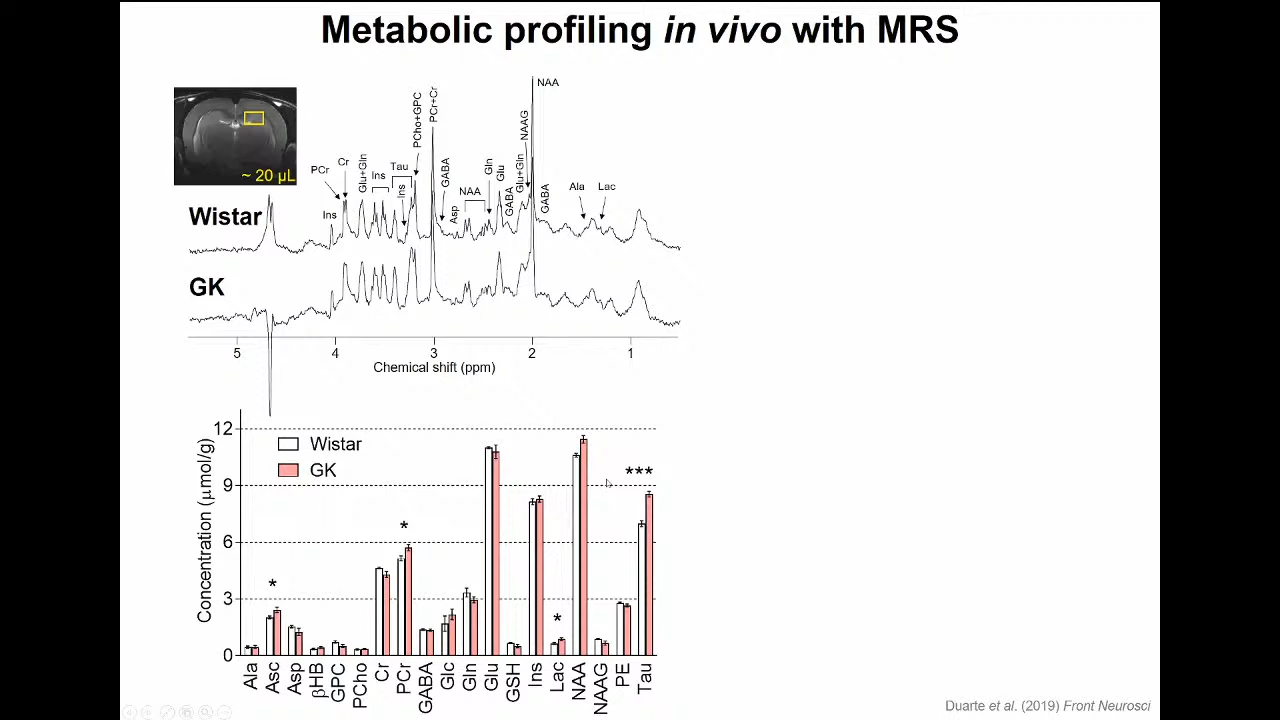 Metabolic profiling in vivo with MRS
~ 20 µL
Wistar
GK
Ins
PCr
Cr
Glu+Gln
Ins
Tau
Ins
PCho+GPC
PCr+Cr
GABA
Asp
NAA
Gln
Glu
GABA
Glu+Gln
NAAG
NAA
GABA
Ala
Lac
5 4 3 2 1
Chemical shift (ppm)
Concentration (µmol/g)
12
9
6
3
0
Wistar
GK
*
*
*
***
Ala Asc Asp βHB GPC PCho Cr PCr GABA Glc Gln Glu GSH Ins Lac NAA NAAG PE Tau
Duarte et al. (2019) Front Neurosci